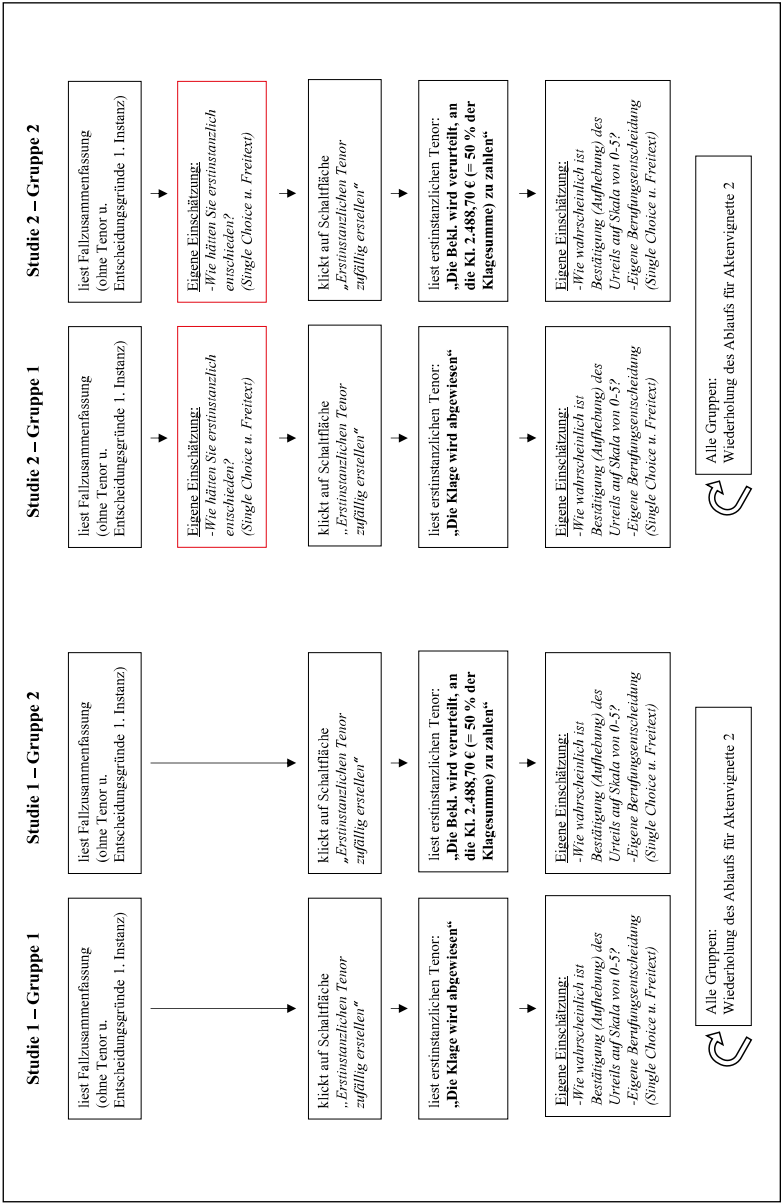 Studie 1 – Gruppe 1
liest Fallzusammenfassung
(ohne Tenor u.
Entscheidungsgründe 1. Instanz)
klickt auf Schaltfläche
„Erstinstanzlichen Tenor
zufällig erstellen“
liest erstinstanzlichen Tenor:
„Die Klage wird abgewiesen“
Eigene Einschätzung:
-Wie wahrscheinlich ist
Bestätigung (Aufhebung) des
Urteils auf Skala von 0-5?
-Eigene Berufungsentscheidung
(Single Choice u. Freitext)
Studie 1 – Gruppe 2
liest Fallzusammenfassung
(ohne Tenor u.
Entscheidungsgründe 1. Instanz)
klickt auf Schaltfläche
„Erstinstanzlichen Tenor
zufällig erstellen“
liest erstinstanzlichen Tenor:
„Die Bekl. wird verurteilt, an
die Kl. 2.488,70 € (= 50 % der
Klagesumme) zu zahlen“
Eigene Einschätzung:
-Wie wahrscheinlich ist
Bestätigung (Aufhebung) des
Urteils auf Skala von 0-5?
-Eigene Berufungsentscheidung
(Single Choice u. Freitext)
Alle Gruppen:
Wiederholung des Ablaufs für Aktenvignette 2
Studie 2 – Gruppe 1
liest Fallzusammenfassung
(ohne Tenor u.
Entscheidungsgründe 1. Instanz)
Eigene Einschätzung:
-Wie hätten Sie erstinstanzlich
entschieden?
(Single Choice u. Freitext)
klickt auf Schaltfläche
„Erstinstanzlichen Tenor
zufällig erstellen“
liest erstinstanzlichen Tenor:
„Die Klage wird abgewiesen“
Eigene Einschätzung:
-Wie wahrscheinlich ist
Bestätigung (Aufhebung) des
Urteils auf Skala von 0-5?
-Eigene Berufungsentscheidung
(Single Choice u. Freitext)
Studie 2 – Gruppe 2
liest Fallzusammenfassung
(ohne Tenor u.
Entscheidungsgründe 1. Instanz)
Eigene Einschätzung:
-Wie hätten Sie erstinstanzlich
entschieden?
(Single Choice u. Freitext)
klickt auf Schaltfläche
„Erstinstanzlichen Tenor
zufällig erstellen“
liest erstinstanzlichen Tenor:
„Die Bekl. wird verurteilt, an
die Kl. 2.488,70 € (= 50 % der
Klagesumme) zu zahlen“
Eigene Einschätzung:
-Wie wahrscheinlich ist
Bestätigung (Aufhebung) des
Urteils auf Skala von 0-5?
-Eigene Berufungsentscheidung
(Single Choice u. Freitext)
Alle Gruppen:
Wiederholung des Ablaufs für Aktenvignette 2